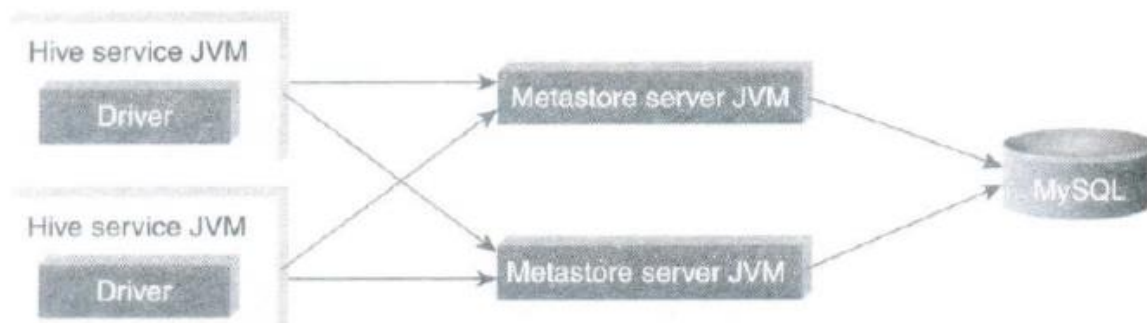 Hive service JVM
Driver
Metastore server JVM
MySQL
Hive service JVM
Driver
Metastore server JVM